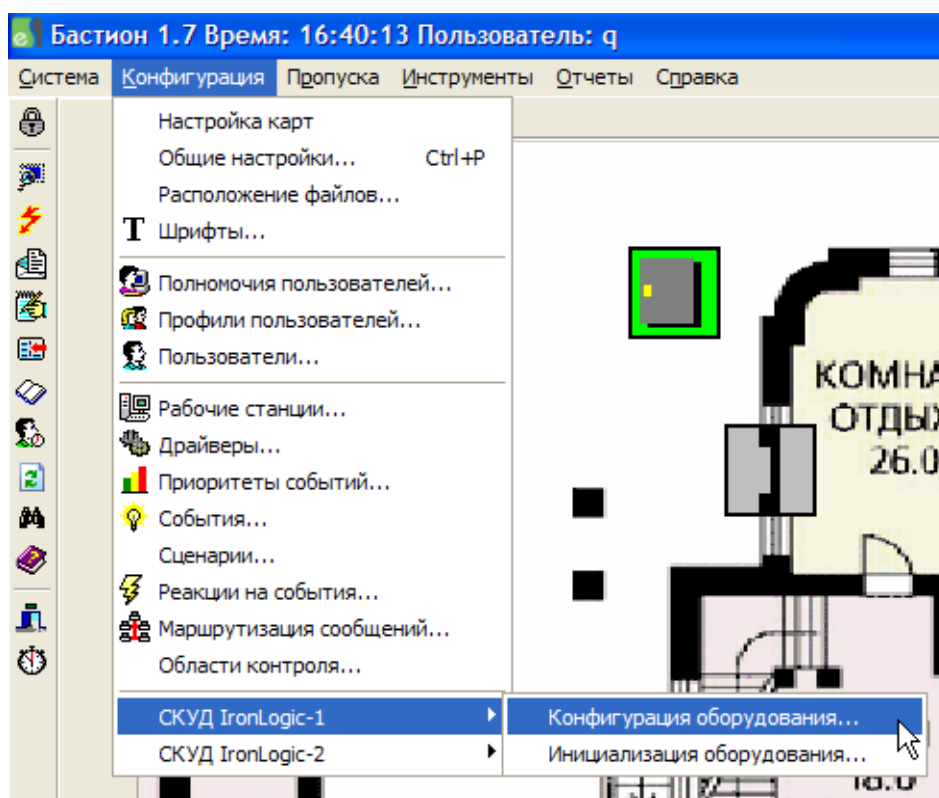 Бастион 1.7 Время: 16:40:13 Пользователь: q
Система Конфигурация Пропуска Инструменты Отчеты Справка
Настройка карт
Общие настройки... Ctrl+P
Расположение файлов...
T Шрифты...
Полномочия пользователей...
Профили пользователей...
Пользователи...
Рабочие станции...
Драйверы...
Приоритеты событий...
События...
Сценарии...
Реакции на события...
Маршрутизация сообщений...
Области контроля...
СКУД IronLogic-1
СКУД IronLogic-2
Конфигурация оборудования...
Инициализация оборудования...
КОМНА
ОТДЫХ
26.0